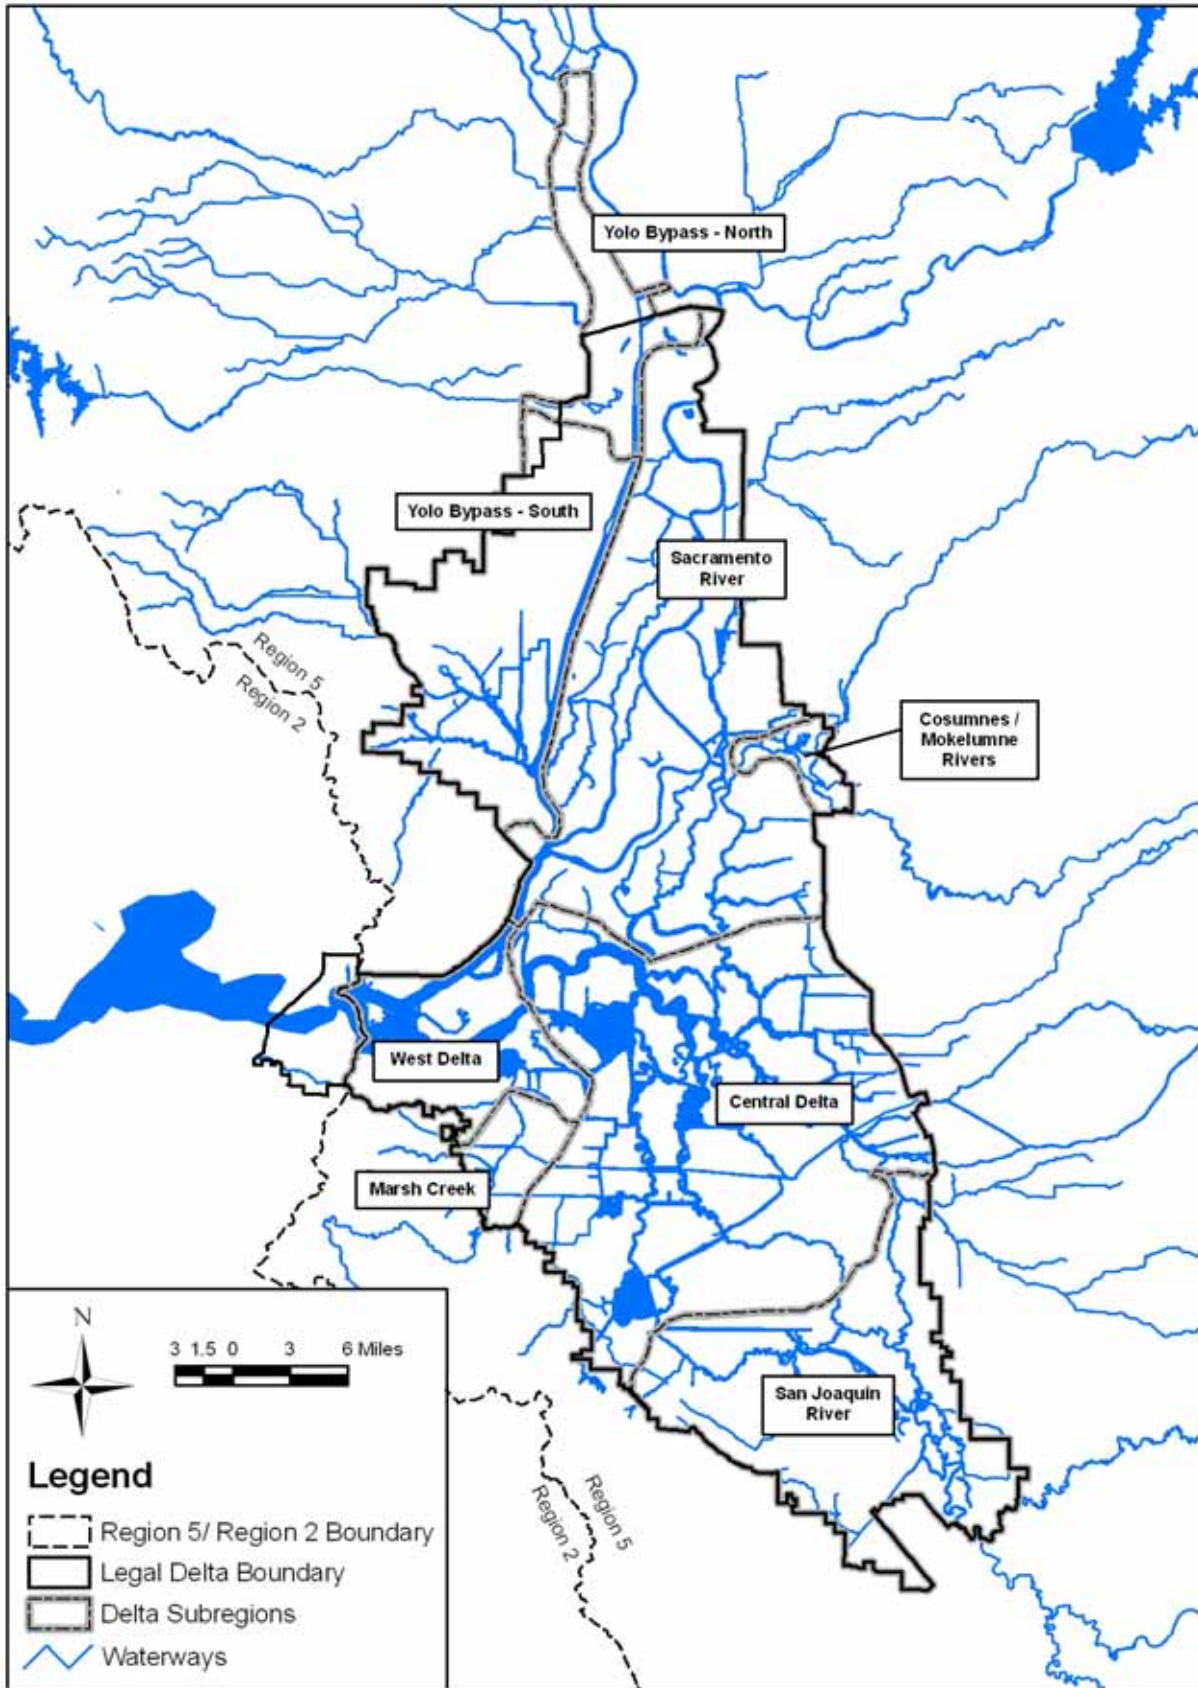 Yolo Bypass - North
Yolo Bypass - South
Sacramento
River
Region 5
Region 2
Cosumnes /
Mokelumne
Rivers
West Delta
Central Delta
Marsh Creek
San Joaquin
River
N
3 1.5 0 3 6 Miles
Region 5
Region 2
Legend
Region 5/ Region 2 Boundary
Legal Delta Boundary
Delta Subregions
Waterways